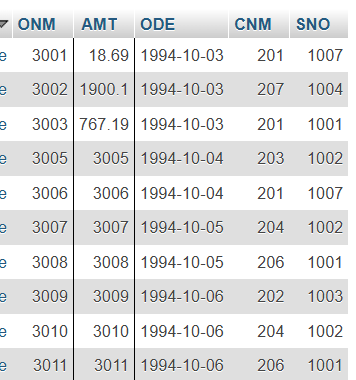 ONM AMT ODE CNM SNO
e 3001 18.69 1994-10-03 201 1007
e 3002 1900.1 1994-10-03 207 1004
e 3003 767.19 1994-10-03 201 1001
e 3005 3005 1994-10-04 203 1002
e 3006 3006 1994-10-04 201 1007
e 3007 3007 1994-10-05 204 1002
e 3008 3008 1994-10-05 206 1001
e 3009 3009 1994-10-06 202 1003
e 3010 3010 1994-10-06 204 1002
e 3011 3011 1994-10-06 206 1001